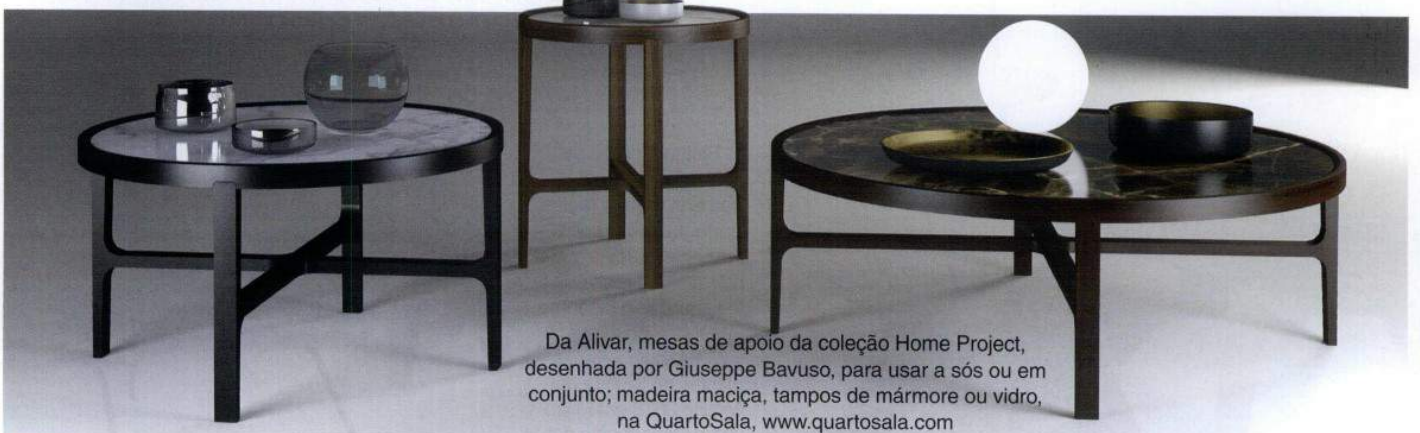 Da Alivar, mesas de apoio da coleção Home Project,
desenhada por Giuseppe Bavuso, para usar a sós ou em
conjunto; madeira maciça, tampos de mármore ou vidro,
na QuartoSala, www.quartosala.com